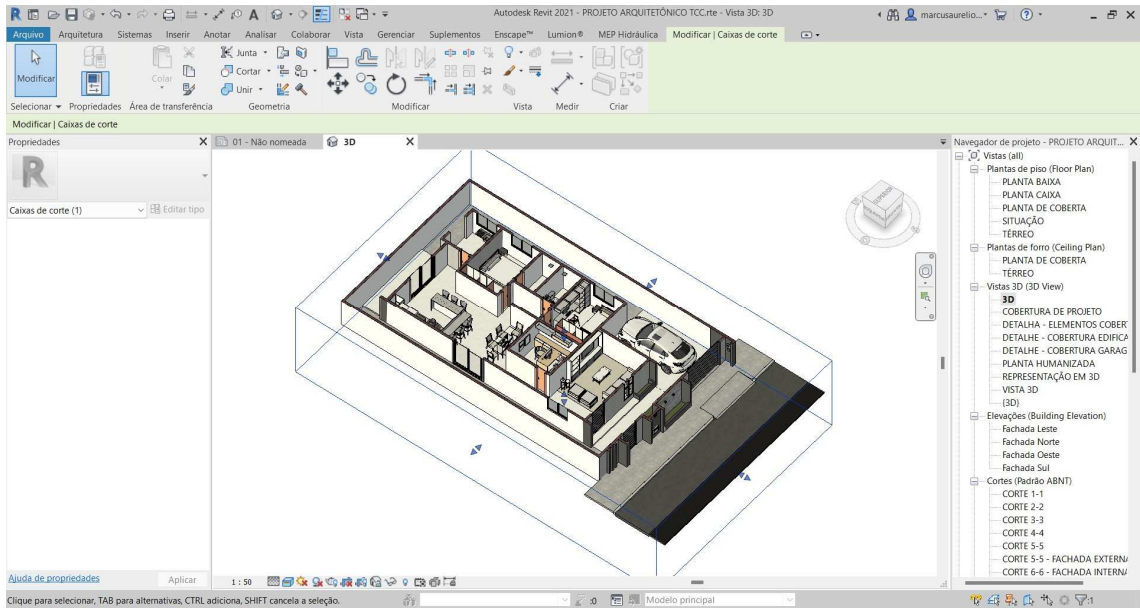 Autodesk Revit 2021 - PROJETO ARQUITETÔNICO TCC.rte - Vista 3D: 3D
marcusaurelio...
Arquivo Arquitetura Sistemas Inserir Anotar Analisar Colaborar Vista Gerenciar Suplementos Enscape™ Lumion® MEP Hidráulica Modificar | Caixas de corte
Modificar
Colar
Junta
Cortar
Unir
Selecionar Propriedades Área de transferência Geometria Modificar Vista Medir Criar
Modificar | Caixas de corte
Propriedades
R
Caixas de corte (1)
Editar tipo
Ajuda de propriedades
Aplicar
01 - Não nomeada
3D
SUPERIOR
1 : 50
Navegador de projeto - PROJETO ARQUIT...
Vistas (all)
Plantas de piso (Floor Plan)
PLANTA BAIXA
PLANTA CAIXA
PLANTA DE COBERTA
SITUAÇÃO
TÉRREO
Plantas de forro (Ceiling Plan)
PLANTA DE COBERTA
TÉRREO
Vistas 3D (3D View)
3D
COBERTURA DE PROJETO
DETALHA - ELEMENTOS COBER
DETALHE - COBERTURA EDIFICA
DETALHE - COBERTURA GARAG
PLANTA HUMANIZADA
REPRESENTAÇÃO EM 3D
VISTA 3D
(3D)
Elevações (Building Elevation)
Fachada Leste
Fachada Norte
Fachada Oeste
Fachada Sul
Cortes (Padrão ABNT)
CORTE 1-1
CORTE 2-2
CORTE 3-3
CORTE 4-4
CORTE 5-5
CORTE 5-5 - FACHADA EXTERNA
CORTE 6-6 - FACHADA INTERNA
Clique para selecionar, TAB para alternativas, CTRL adiciona, SHIFT cancela a seleção.
:0
Modelo principal
:1